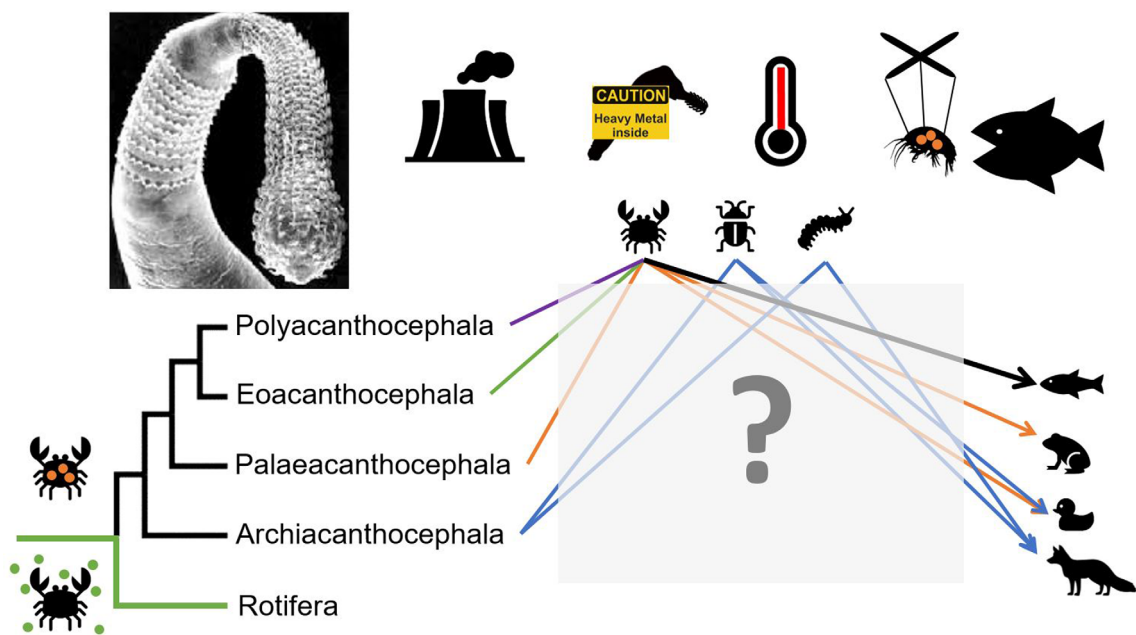 CAUTION
Heavy Metal
inside
Polyacanthocephala
Eoacanthocephala
?
Palaeacanthocephala
Archiacanthocephala
Rotifera